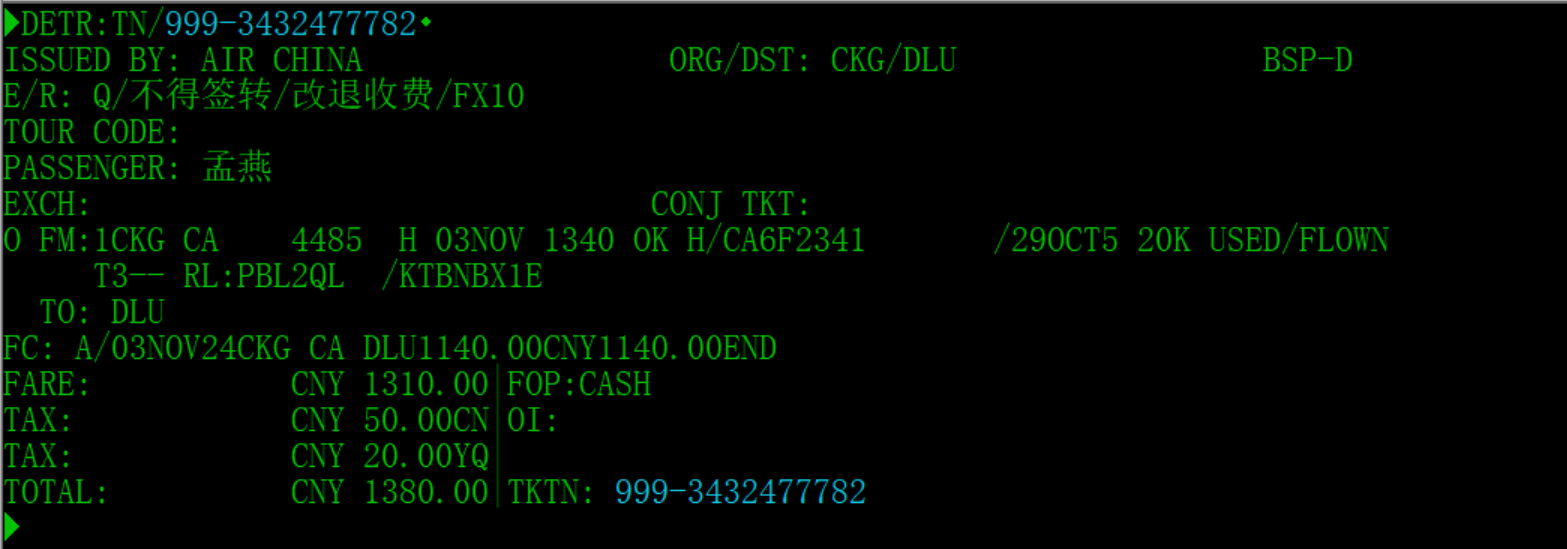 DETR:TN/999-3432477782
ISSUED BY: AIR CHINA ORG/DST: CKG/DLU BSP-D
E/R: Q/不得签转/改退收费/FX10
TOUR CODE:
PASSENGER: 孟燕
EXCH: CONJ TKT:
O FM:1CKG CA 4485 H 03NOV 1340 OK H/CA6F2341 /29OCT5 20K USED/FLOWN
T3-- RL:PBL2QL /KTBNBX1E
TO: DLU
FC: A/03NOV24CKG CA DLU1140.00CNY1140.00END
FARE: CNY 1310.00 FOP:CASH
TAX: CNY 50.00CN OI:
TAX: CNY 20.00YQ
TOTAL: CNY 1380.00 TKTN: 999-3432477782